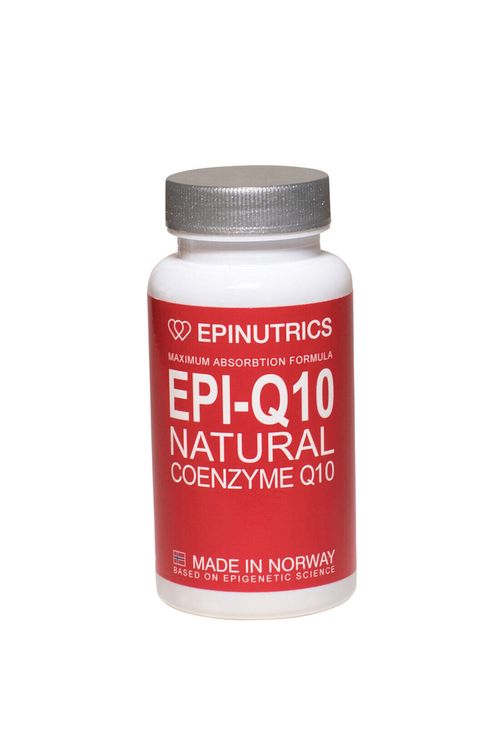 EPINUTRICS
MAXIMUM ABSORBTION FORMULA
EPI-Q10
NATURAL
COENZYME Q10
MADE IN NORWAY
BASED ON EPIGENETIC SCIENCE